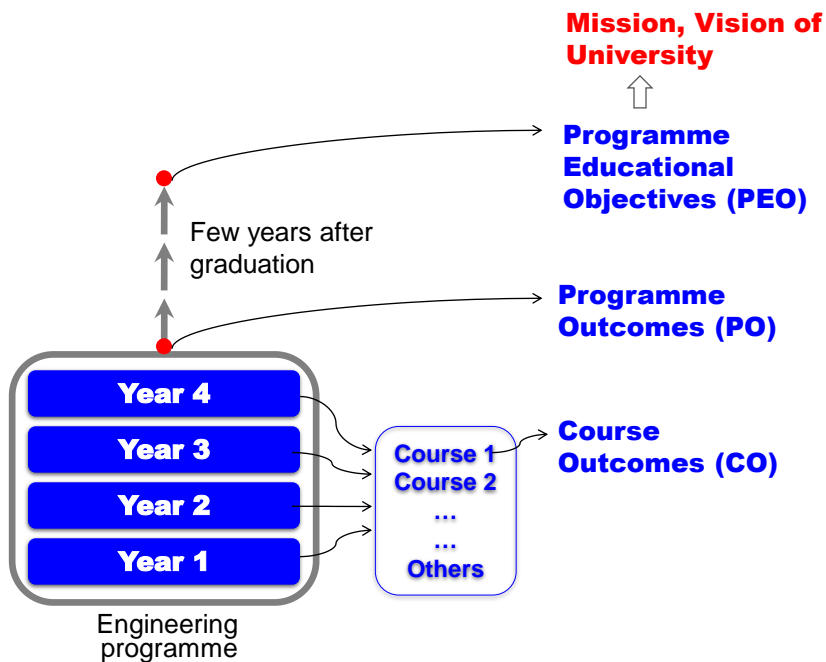 Mission, Vision of
University
Programme
Educational
Objectives (PEO)
Few years after
graduation
Programme
Outcomes (PO)
Year 4
Year 3
Year 2
Year 1
Course 1
Course 2
...
...
Others
Course
Outcomes (CO)
Engineering
programme